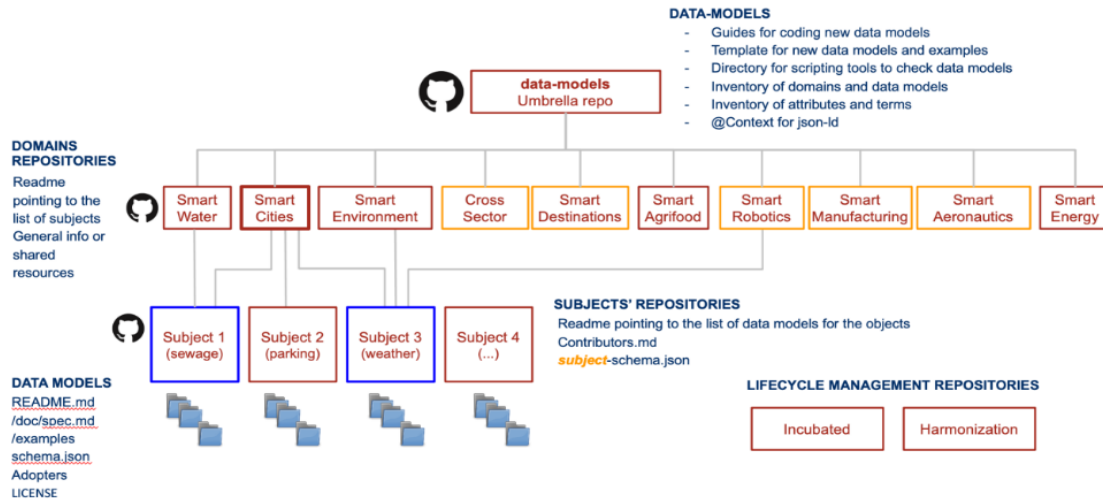 DATA-MODELS
- Guides for coding new data models
- Template for new data models and examples
- Directory for scripting tools to check data models
- Inventory of domains and data models
- Inventory of attributes and terms
- @Context for json-ld
data-models
Umbrella repo
DOMAINS
REPOSITORIES
Readme
pointing to the
list of subjects
General info or
shared
resources
Smart
Water
Smart
Cities
Smart
Environment
Cross
Sector
Smart
Destinations
Smart
Agrifood
Smart
Robotics
Smart
Manufacturing
Smart
Aeronautics
Smart
Energy
Subject 1
(sewage)
Subject 2
(parking)
Subject 3
(weather)
Subject 4
(...)
SUBJECTS' REPOSITORIES
Readme pointing to the list of data models for the objects
Contributors.md
subject-schema.json
DATA MODELS
README.md
/doc/spec.md
/examples
schema.json
Adopters
LICENSE
LIFECYCLE MANAGEMENT REPOSITORIES
Incubated
Harmonization